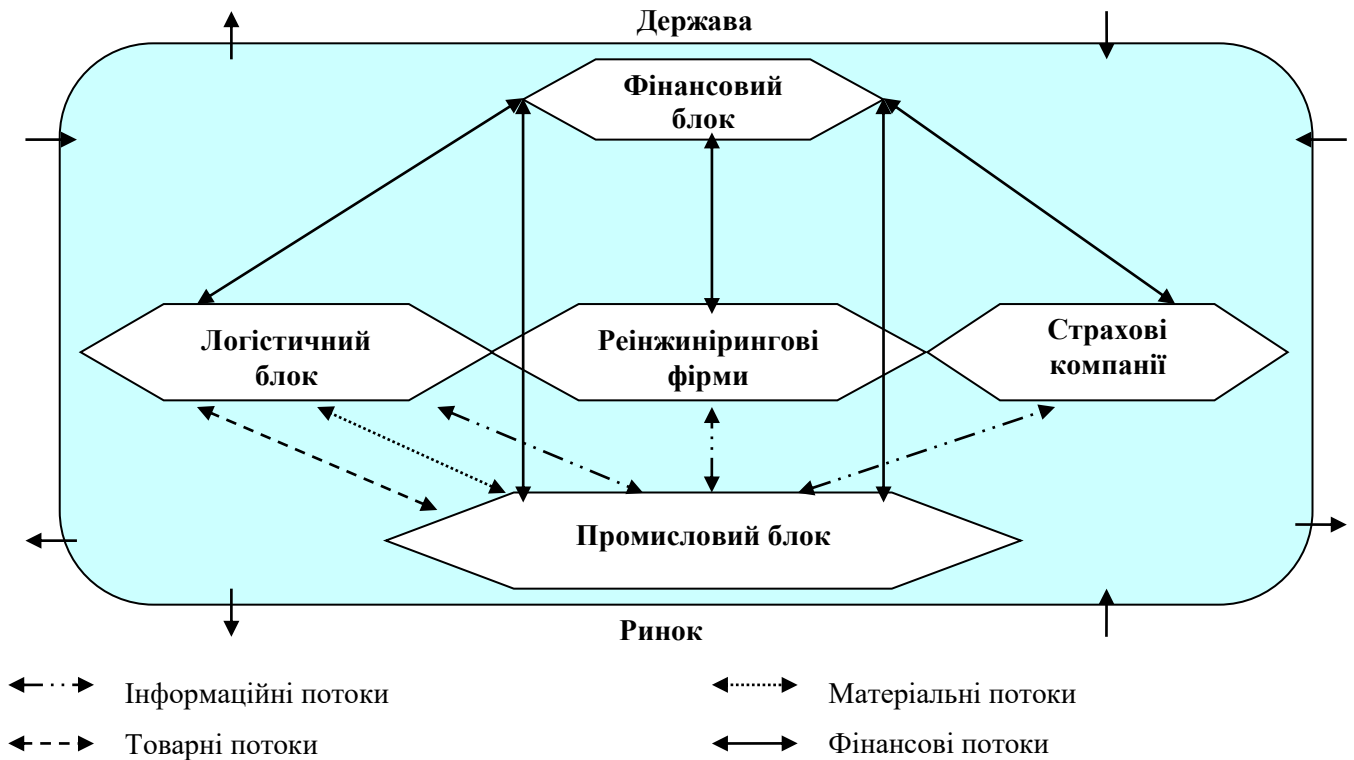 Держава
Фінансовий
блок
Логістичний
блок
Реінжинірингові
фірми
Страхові
компанії
Промисловий блок
Ринок
Інформаційні потоки
Матеріальні потоки
Товарні потоки
Фінансові потоки